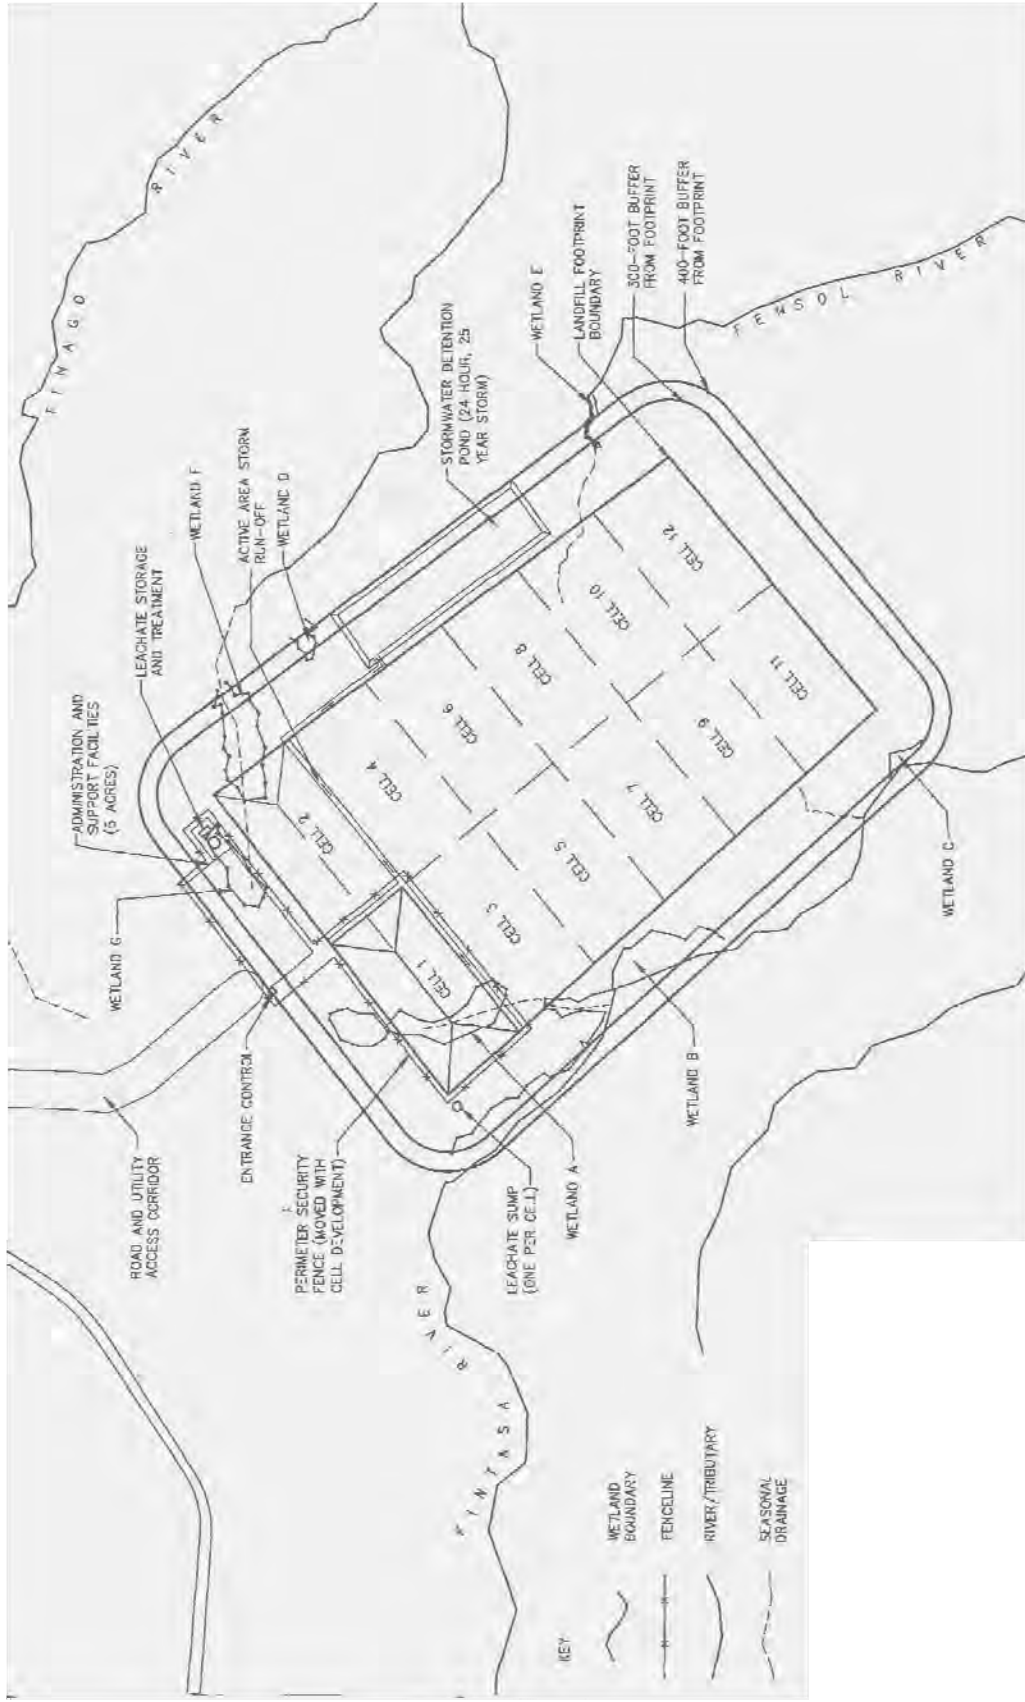 FINAGO RIVER
LEACHATE STORAGE
AND TREATMENT
ADMINISTRATION AND
SUPPORT FACILITIES
(5 ACRES)
WETLAND G
WETLAND F
ACTIVE AREA STORM
RUN-OFF
WETLAND D
STORMWATER DETENTION
POND (24 HOUR, 25
YEAR STORM)
WETLAND E
LANDFILL FOOTPRINT
BOUNDARY
300-FOOT BUFFER
FROM FOOTPRINT
400-FOOT BUFFER
FROM FOOTPRINT
FENSOL RIVER
ROAD AND UTILITY
ACCESS CORRIDOR
ENTRANCE CONTROL
PERIMETER SECURITY
FENCE (MOVED WITH
CELL DEVELOPMENT)
CELL 1
CELL 2
CELL 3
CELL 4
CELL 5
CELL 6
CELL 7
CELL 8
CELL 9
CELL 10
CELL 11
CELL 12
LEACHATE SUMP
(ONE PER CELL)
WETLAND A
WETLAND B
WETLAND C
RIVER
KEY:
WETLAND
BOUNDARY
FENCELINE
RIVER/TRIBUTARY
SEASONAL
DRAINAGE